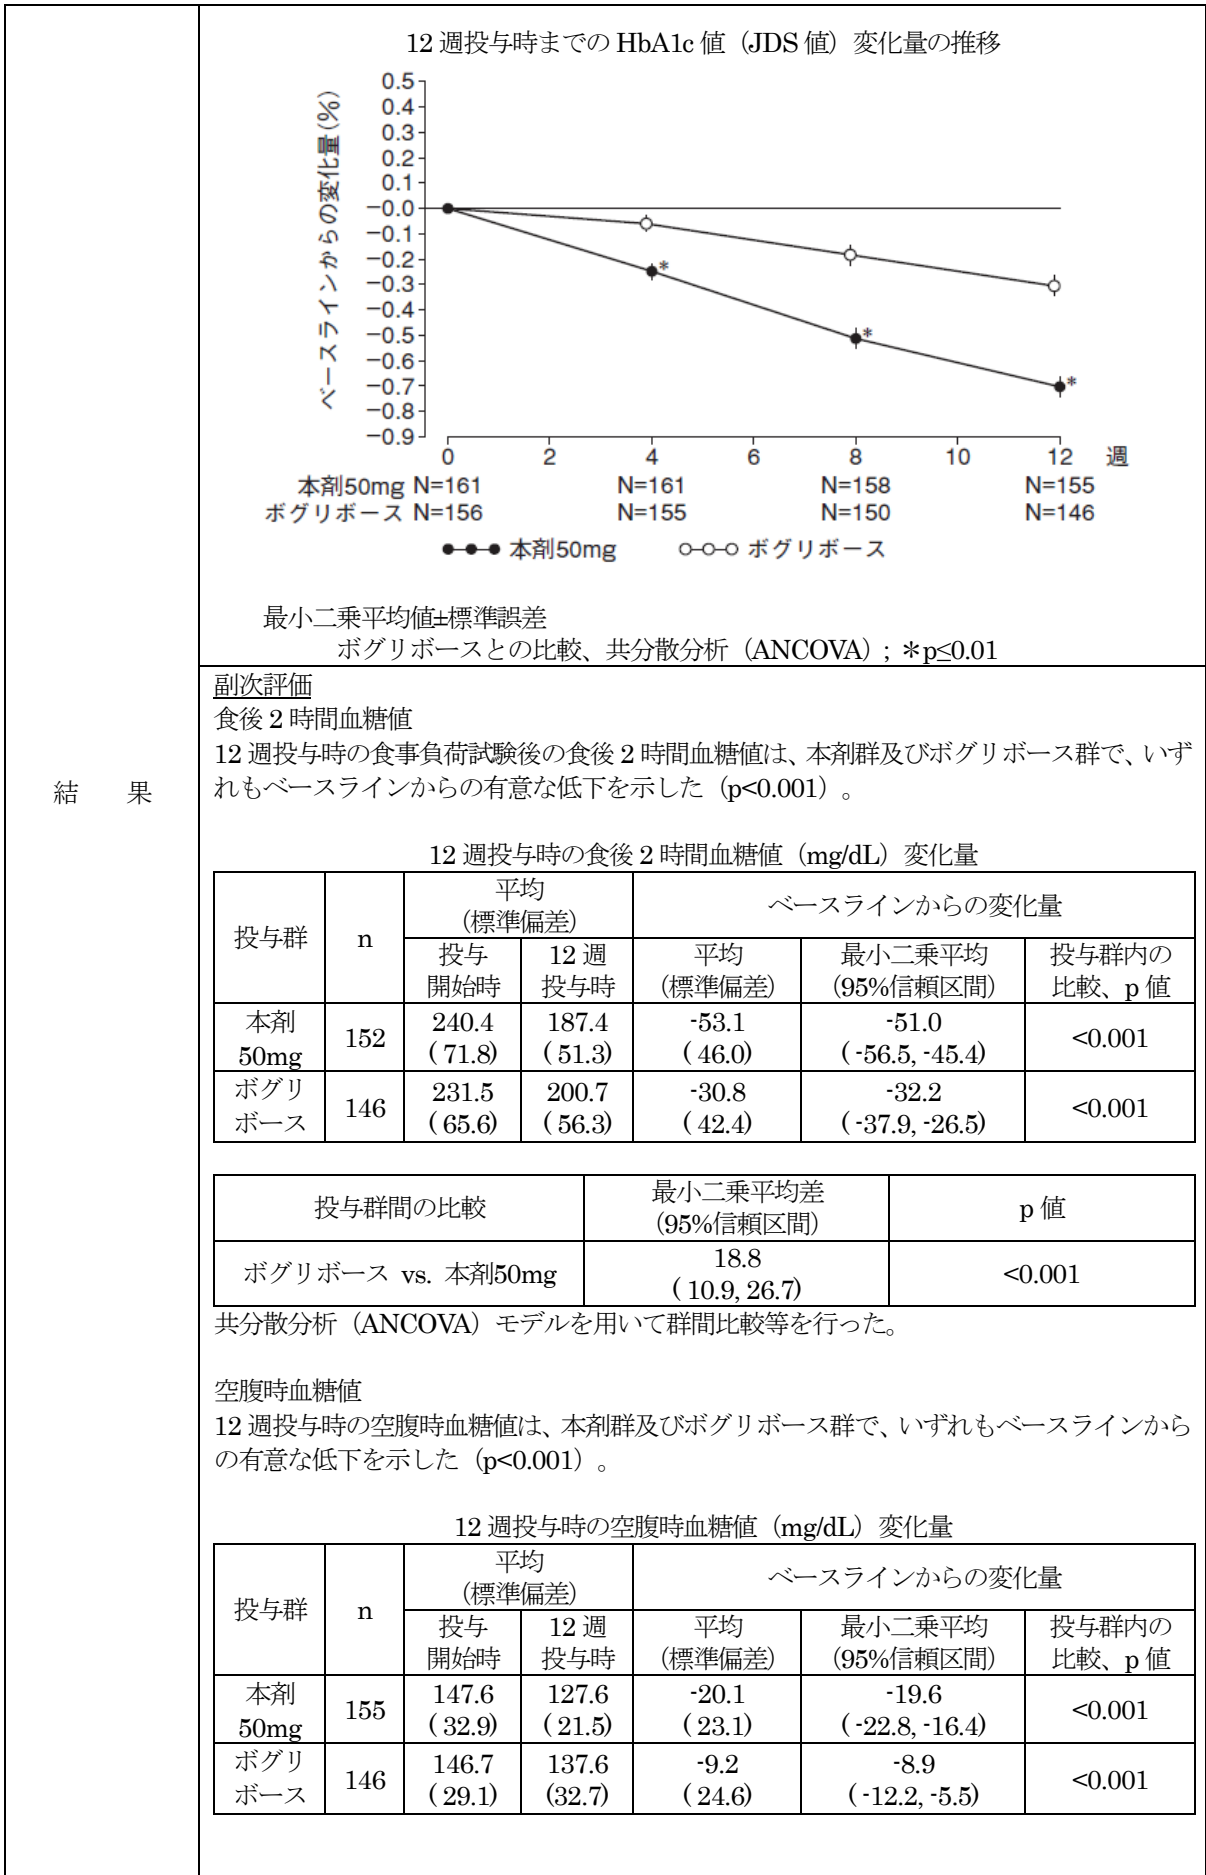 12 週投与時までの HbA1c 値（JDS 値）変化量の推移
ベースラインからの変化量(%)
0.5
0.4
0.3
0.2
0.1
−0.0
−0.1
−0.2
−0.3
−0.4
−0.5
−0.6
−0.7
−0.8
−0.9
*
*
*
0 2 4 6 8 10 12 週
本剤50mg N=161 N=161 N=158 N=155
ボグリボース N=156 N=155 N=150 N=146
本剤50mg ボグリボース
最小二乗平均値±標準誤差
ボグリボースとの比較、共分散分析（ANCOVA）; ＊p≤0.01
結 果
副次評価
食後 2 時間血糖値
12 週投与時の食事負荷試験後の食後 2 時間血糖値は、本剤群及びボグリボース群で、いず
れもベースラインからの有意な低下を示した（p<0.001）。
12 週投与時の食後 2 時間血糖値（mg/dL）変化量
投与群 n 平均 ベースラインからの変化量
(標準偏差)
投与 12 週 平均 最小二乗平均 投与群内の
開始時 投与時 (標準偏差) (95%信頼区間) 比較、p 値
本剤 152 240.4 187.4 -53.1 -51.0 <0.001
50mg ( 71.8) ( 51.3) ( 46.0) ( -56.5, -45.4)
ボグリ 146 231.5 200.7 -30.8 -32.2 <0.001
ボース ( 65.6) ( 56.3) ( 42.4) ( -37.9, -26.5)
投与群間の比較 最小二乗平均差 p 値
(95%信頼区間)
ボグリボース vs. 本剤50mg 18.8 <0.001
( 10.9, 26.7)
共分散分析（ANCOVA）モデルを用いて群間比較等を行った。
空腹時血糖値
12 週投与時の空腹時血糖値は、本剤群及びボグリボース群で、いずれもベースラインから
の有意な低下を示した（p<0.001）。
12 週投与時の空腹時血糖値（mg/dL）変化量
投与群 n 平均 ベースラインからの変化量
(標準偏差)
投与 12 週 平均 最小二乗平均 投与群内の
開始時 投与時 (標準偏差) (95%信頼区間) 比較、p 値
本剤 155 147.6 127.6 -20.1 -19.6 <0.001
50mg ( 32.9) ( 21.5) ( 23.1) ( -22.8, -16.4)
ボグリ 146 146.7 137.6 -9.2 -8.9 <0.001
ボース ( 29.1) (32.7) ( 24.6) ( -12.2, -5.5)